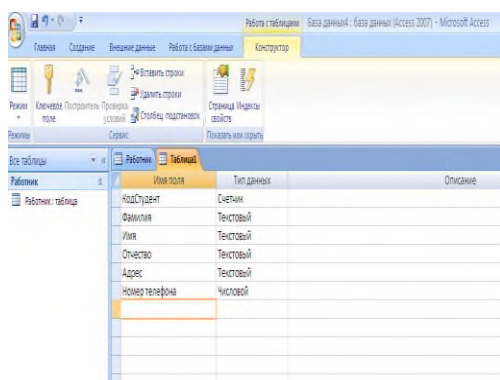 Работа с таблицами База данных4 : база данных (Access 2007) - Microsoft Access
Главная Создание Внешние данные Работа с базами данных Конструктор
Режим
Ключевое поле
Построитель
Проверка условий
Вставить строки
Удалить строки
Столбец подстановок
Страница свойств
Индексы
Режимы Сервис Показать или скрыть
Все таблицы
Работник Таблица1
Работник
Работник : таблица
Имя поля Тип данных Описание
КодСтудент Счетчик
Фамилия Текстовый
Имя Текстовый
Отчество Текстовый
Адрес Текстовый
Номер телефона Числовой